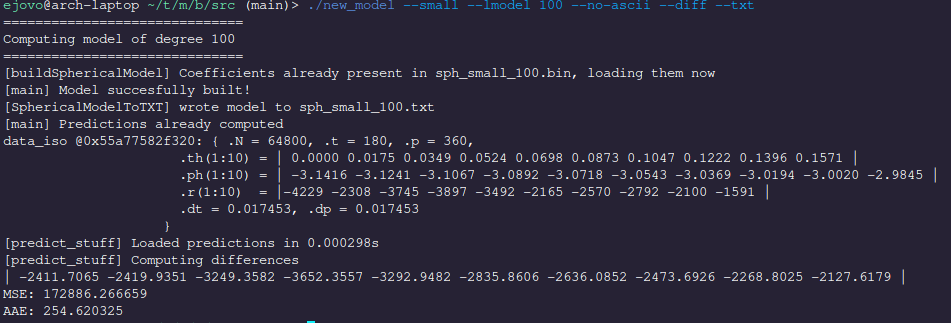 ejovo@arch-laptop ~/t/m/b/src (main)> ./new_model --small --lmodel 100 --no-ascii --diff --txt
==============================
Computing model of degree 100
==============================
[buildSphericalModel] Coefficients already present in sph_small_100.bin, loading them now
[main] Model succesfully built!
[SphericalModelToTXT] wrote model to sph_small_100.txt
[main] Predictions already computed
data_iso @0x55a77582f320: { .N = 64800, .t = 180, .p = 360,
.th(1:10) = | 0.0000 0.0175 0.0349 0.0524 0.0698 0.0873 0.1047 0.1222 0.1396 0.1571 |
.ph(1:10) = | -3.1416 -3.1241 -3.1067 -3.0892 -3.0718 -3.0543 -3.0369 -3.0194 -3.0020 -2.9845 |
.r(1:10) = |-4229 -2308 -3745 -3897 -3492 -2165 -2570 -2792 -2100 -1591 |
.dt = 0.017453, .dp = 0.017453
}
[predict_stuff] Loaded predictions in 0.000298s
[predict_stuff] Computing differences
| -2411.7065 -2419.9351 -3249.3582 -3652.3557 -3292.9482 -2835.8606 -2636.0852 -2473.6926 -2268.8025 -2127.6179 |
MSE: 172886.266659
AAE: 254.620325